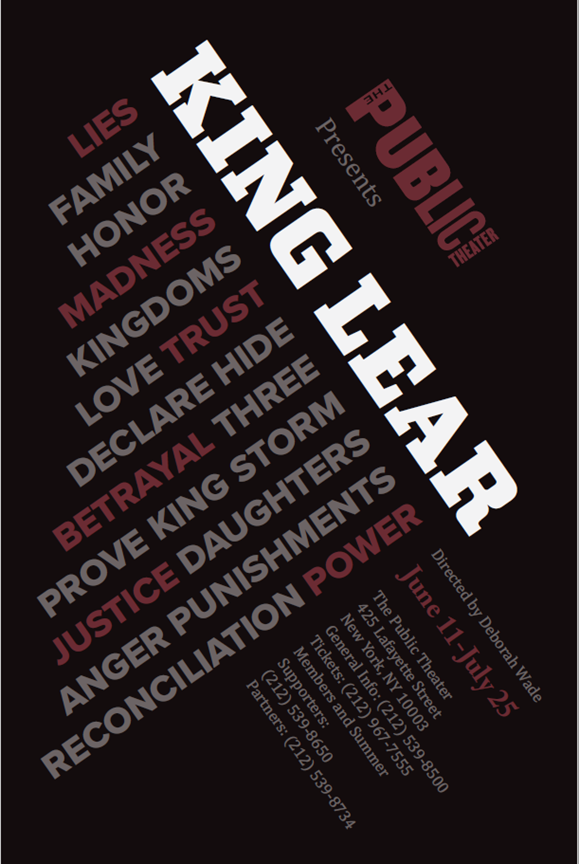 THE
PUBLIC
THEATER
Presents
KING LEAR
LIES
FAMILY
HONOR
MADNESS
KINGDOMS
LOVE TRUST
DECLARE HIDE
BETRAYAL THREE
PROVE KING STORM
JUSTICE DAUGHTERS
ANGER PUNISHMENTS
RECONCILIATION POWER
Directed by Deborah Wade
June 11-July 25
The Public Theater
425 Lafayette Street
New York, NY 10003
General Info: (212) 539-8500
Tickets: (212) 967-7555
Members and Summer
Supporters:
(212) 539-8650
Partners: (212) 539-8734